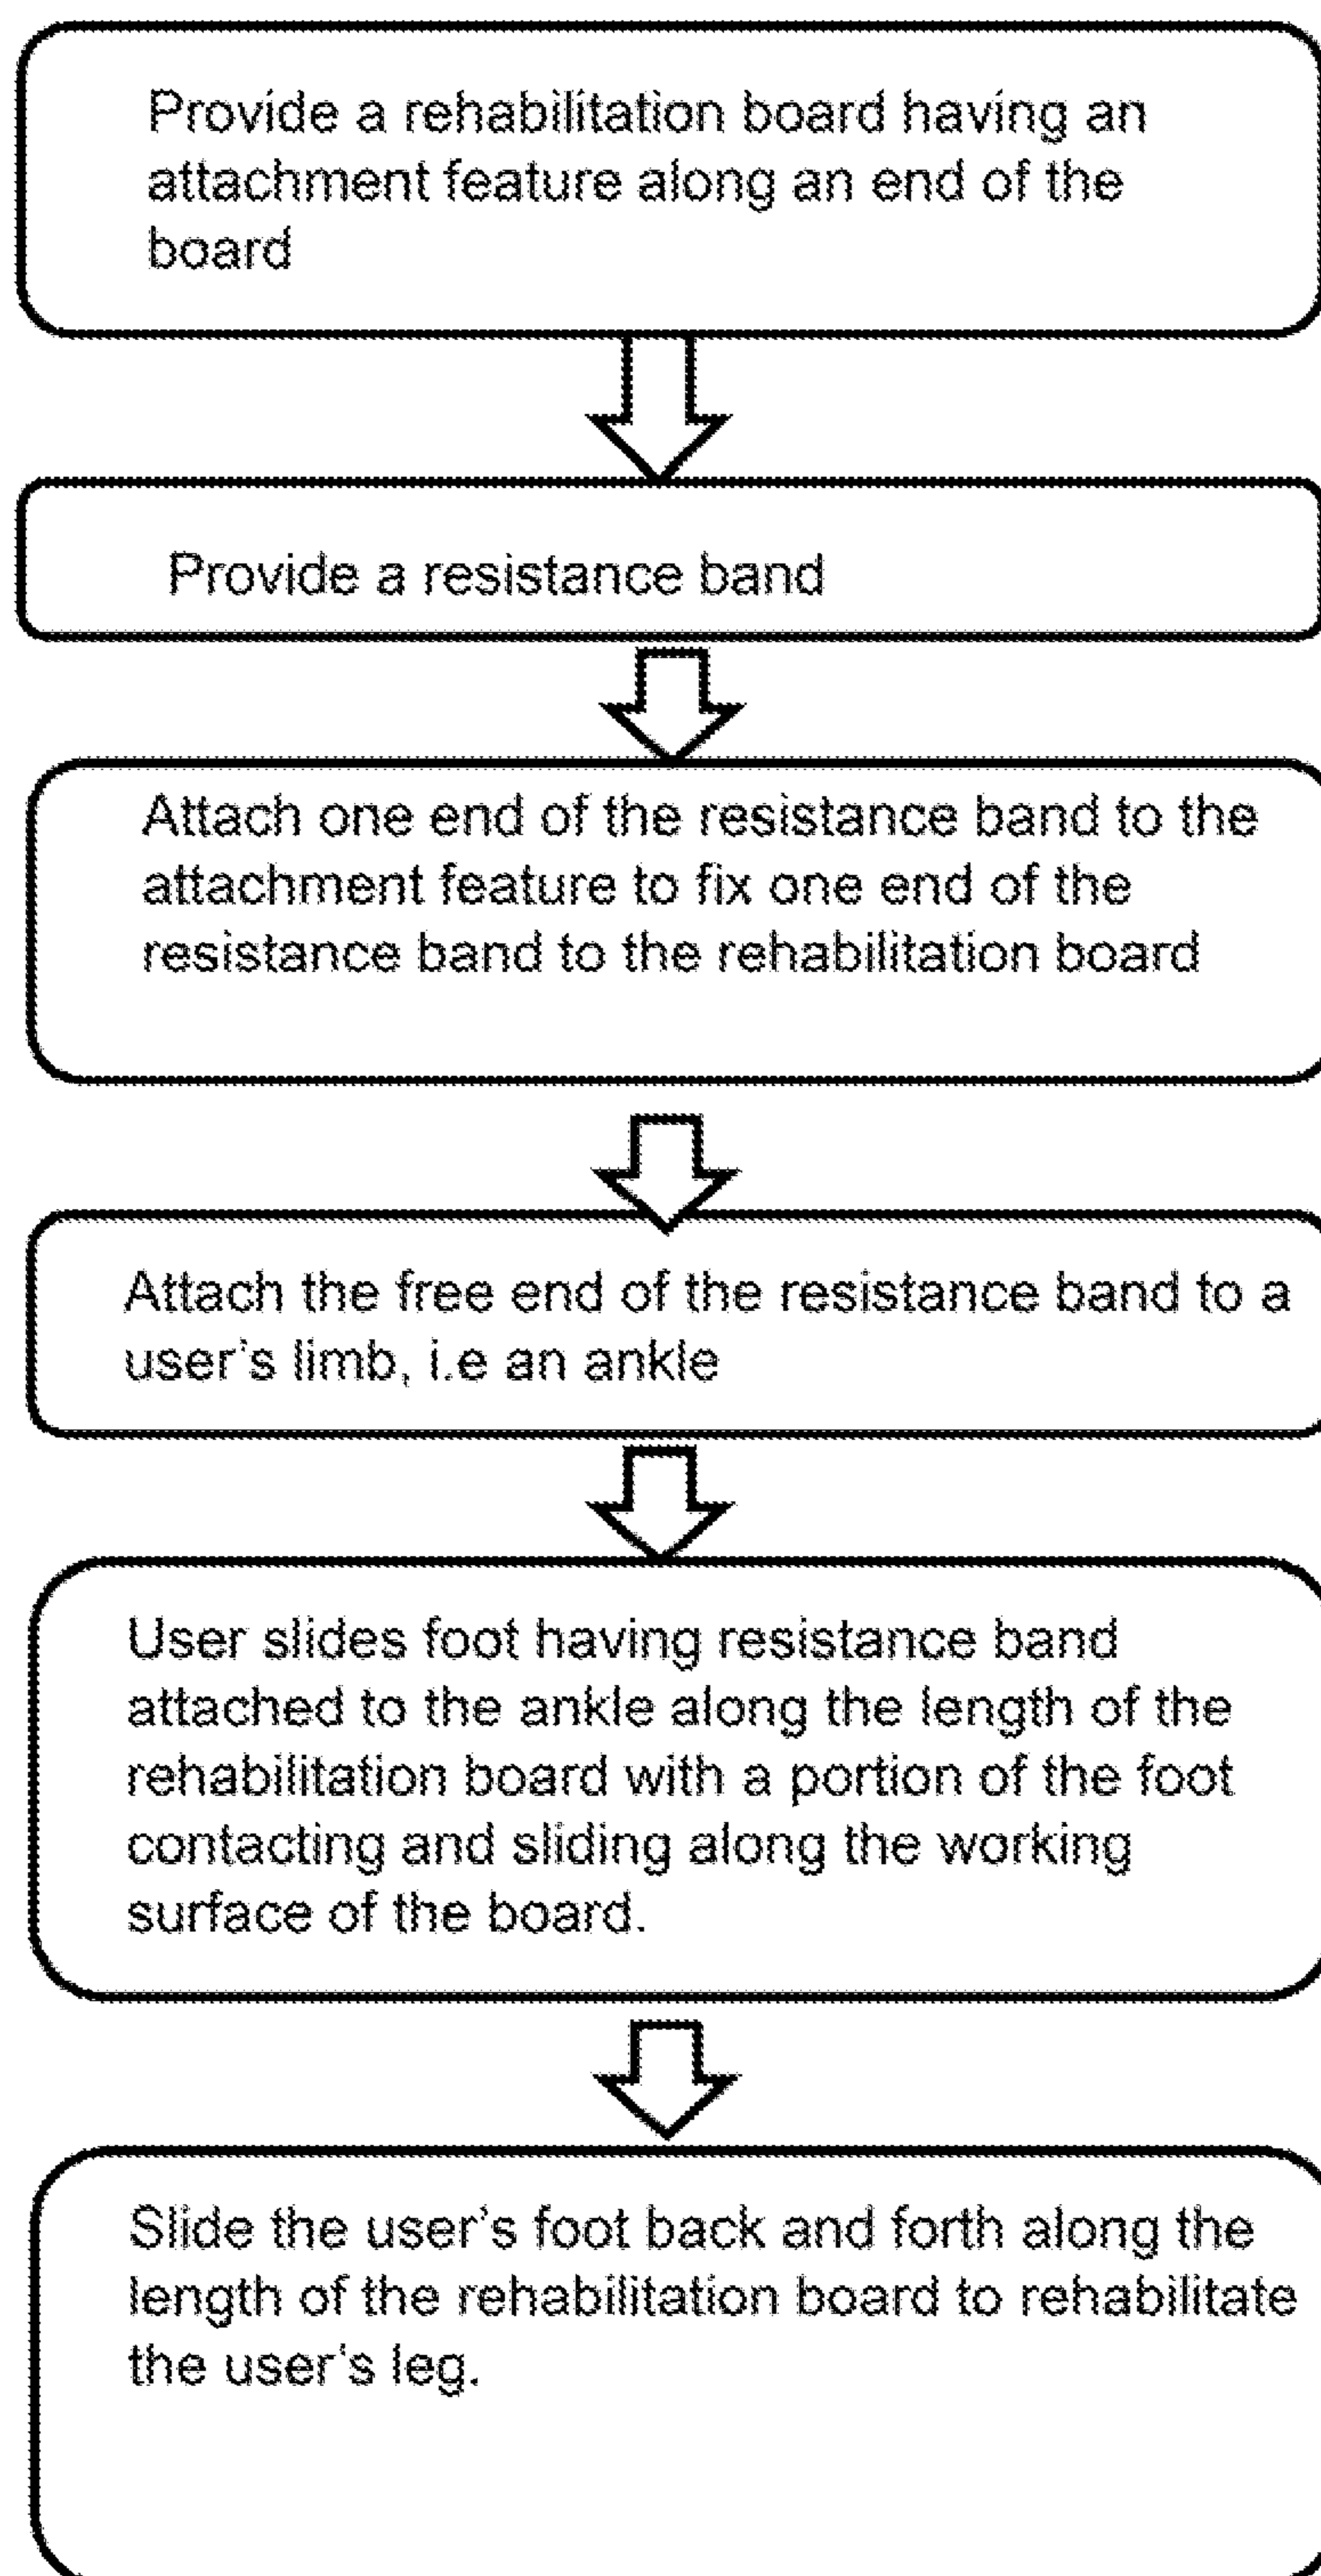 Provide a rehabilitation board having an
attachment feature along an end of the
board
Provide a resistance band
Attach one end of the resistance band to the
attachment feature to fix one end of the
resistance band to the rehabilitation board
Attach the free end of the resistance band to a
user's limb, i.e an ankle
User slides foot having resistance band
attached to the ankle along the length of the
rehabilitation board with a portion of the foot
contacting and sliding along the working
surface of the board.
Slide the user's foot back and forth along the
length of the rehabilitation board to rehabilitate
the user's leg.